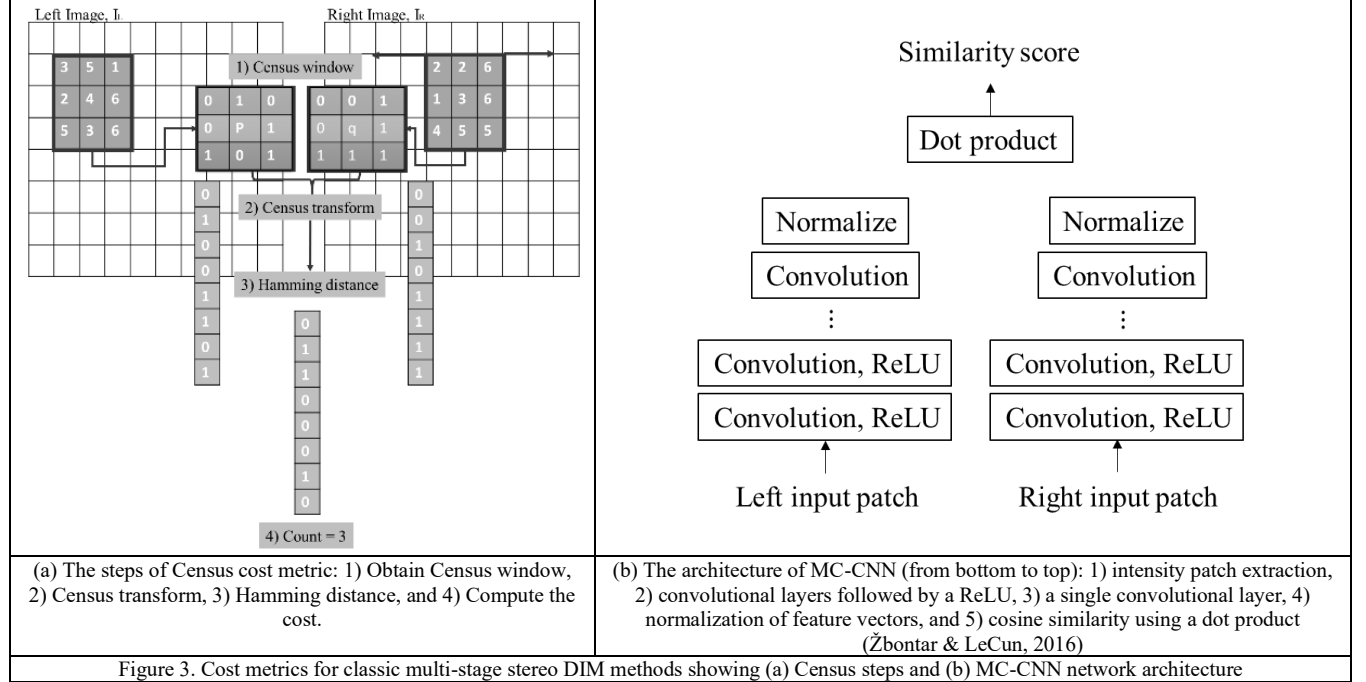 Left Image, IL
Right Image, IR
1) Census window
3 5 1
2 4 6
5 3 6
2 2 6
1 3 6
4 5 5
0 1 0
0 P 1
1 0 1
0 0 1
0 q 1
1 1 1
2) Census transform
0
1
0
0
1
1
0
1
0
0
1
0
1
1
1
1
3) Hamming distance
0
1
1
0
0
0
1
0
4) Count = 3
Similarity score
Dot product
Normalize
Normalize
Convolution
Convolution
⋮
⋮
Convolution, ReLU
Convolution, ReLU
Convolution, ReLU
Convolution, ReLU
Left input patch
Right input patch
(a) The steps of Census cost metric: 1) Obtain Census window,
2) Census transform, 3) Hamming distance, and 4) Compute the
cost.
(b) The architecture of MC-CNN (from bottom to top): 1) intensity patch extraction,
2) convolutional layers followed by a ReLU, 3) a single convolutional layer, 4)
normalization of feature vectors, and 5) cosine similarity using a dot product
(Žbontar & LeCun, 2016)
Figure 3. Cost metrics for classic multi-stage stereo DIM methods showing (a) Census steps and (b) MC-CNN network architecture